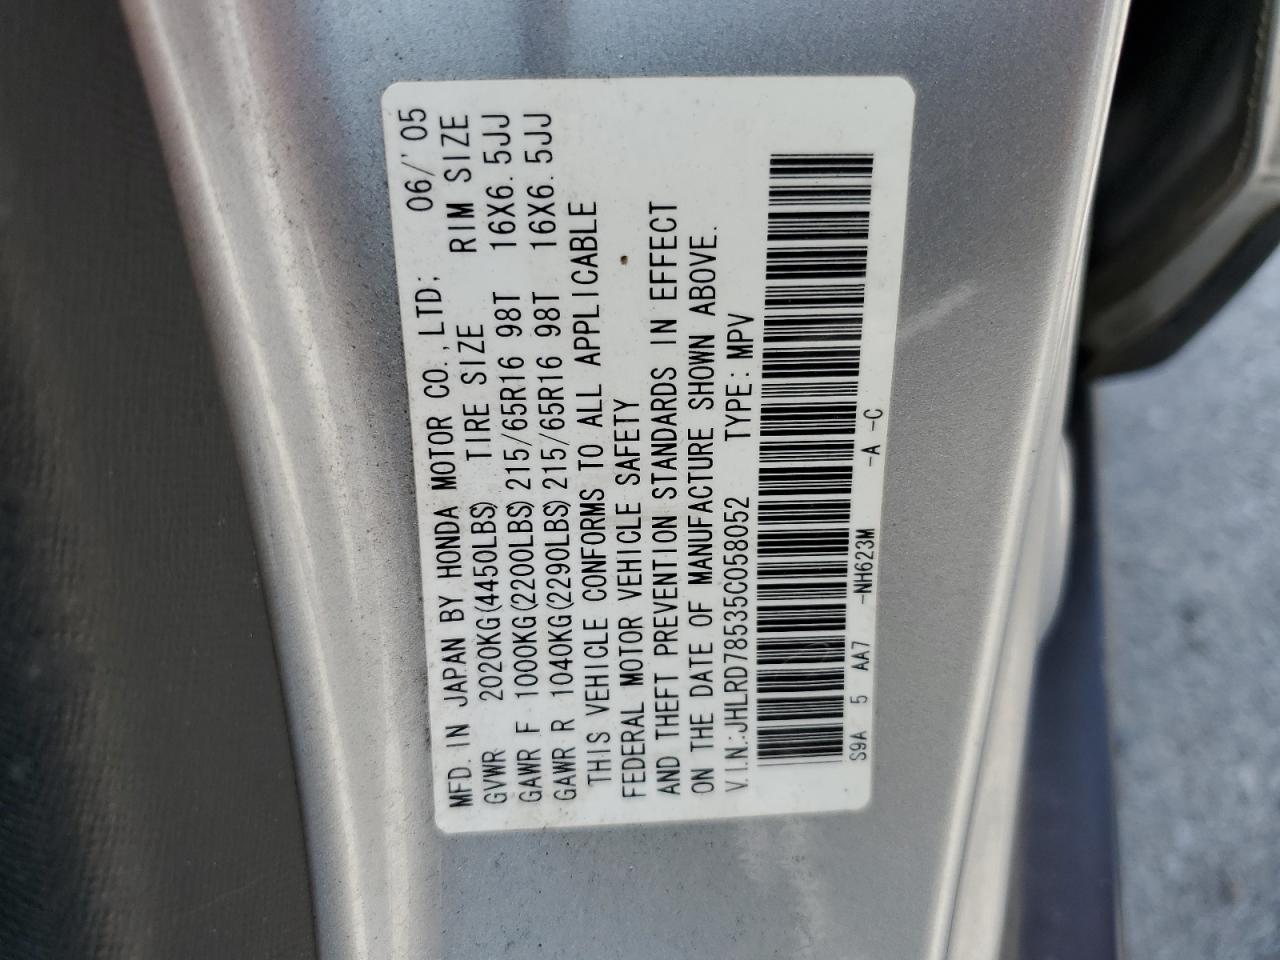 MFD. IN JAPAN BY HONDA MOTOR CO., LTD. 06/'05
GVWR 2020KG(4450LBS) TIRE SIZE RIM SIZE
GAWR F 1000KG(2200LBS) 215/65R16 98T 16X6.5JJ
GAWR R 1040KG(2290LBS) 215/65R16 98T 16X6.5JJ
THIS VEHICLE CONFORMS TO ALL APPLICABLE
FEDERAL MOTOR VEHICLE SAFETY
AND THEFT PREVENTION STANDARDS IN EFFECT
ON THE DATE OF MANUFACTURE SHOWN ABOVE.
V.I.N.:JHLRD78535C058052 TYPE:MPV
S9A 5 AA7 -NH623M -A -C